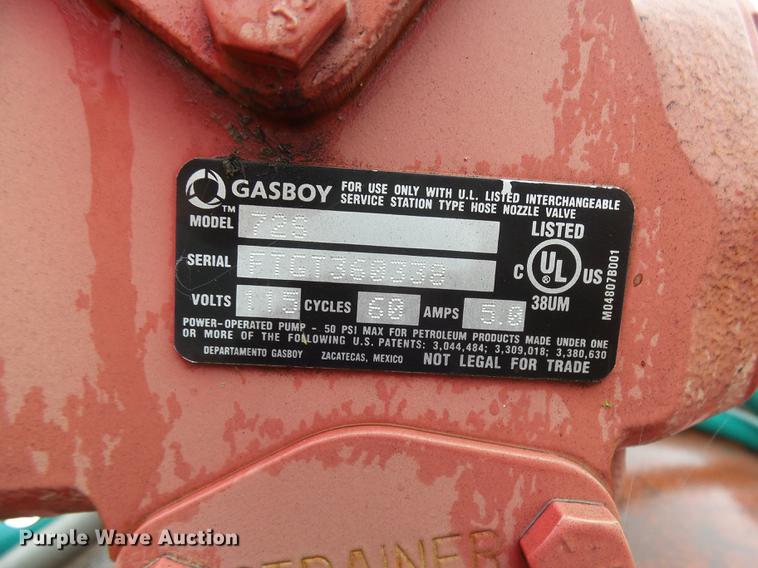 GASBOY™
FOR USE ONLY WITH U.L. LISTED INTERCHANGEABLE
SERVICE STATION TYPE HOSE NOZZLE VALVE
MODEL 72S
LISTED
SERIAL FTGT360338
C UL® US
VOLTS 115 CYCLES 60 AMPS 5.0
38UM
M04807B001
POWER-OPERATED PUMP - 50 PSI MAX FOR PETROLEUM PRODUCTS MADE UNDER ONE
OR MORE OF THE FOLLOWING U.S. PATENTS: 3,044,484; 3,309,018; 3,380,630
DEPARTAMENTO GASBOY ZACATECAS, MEXICO NOT LEGAL FOR TRADE
STRAINER
Purple Wave Auction